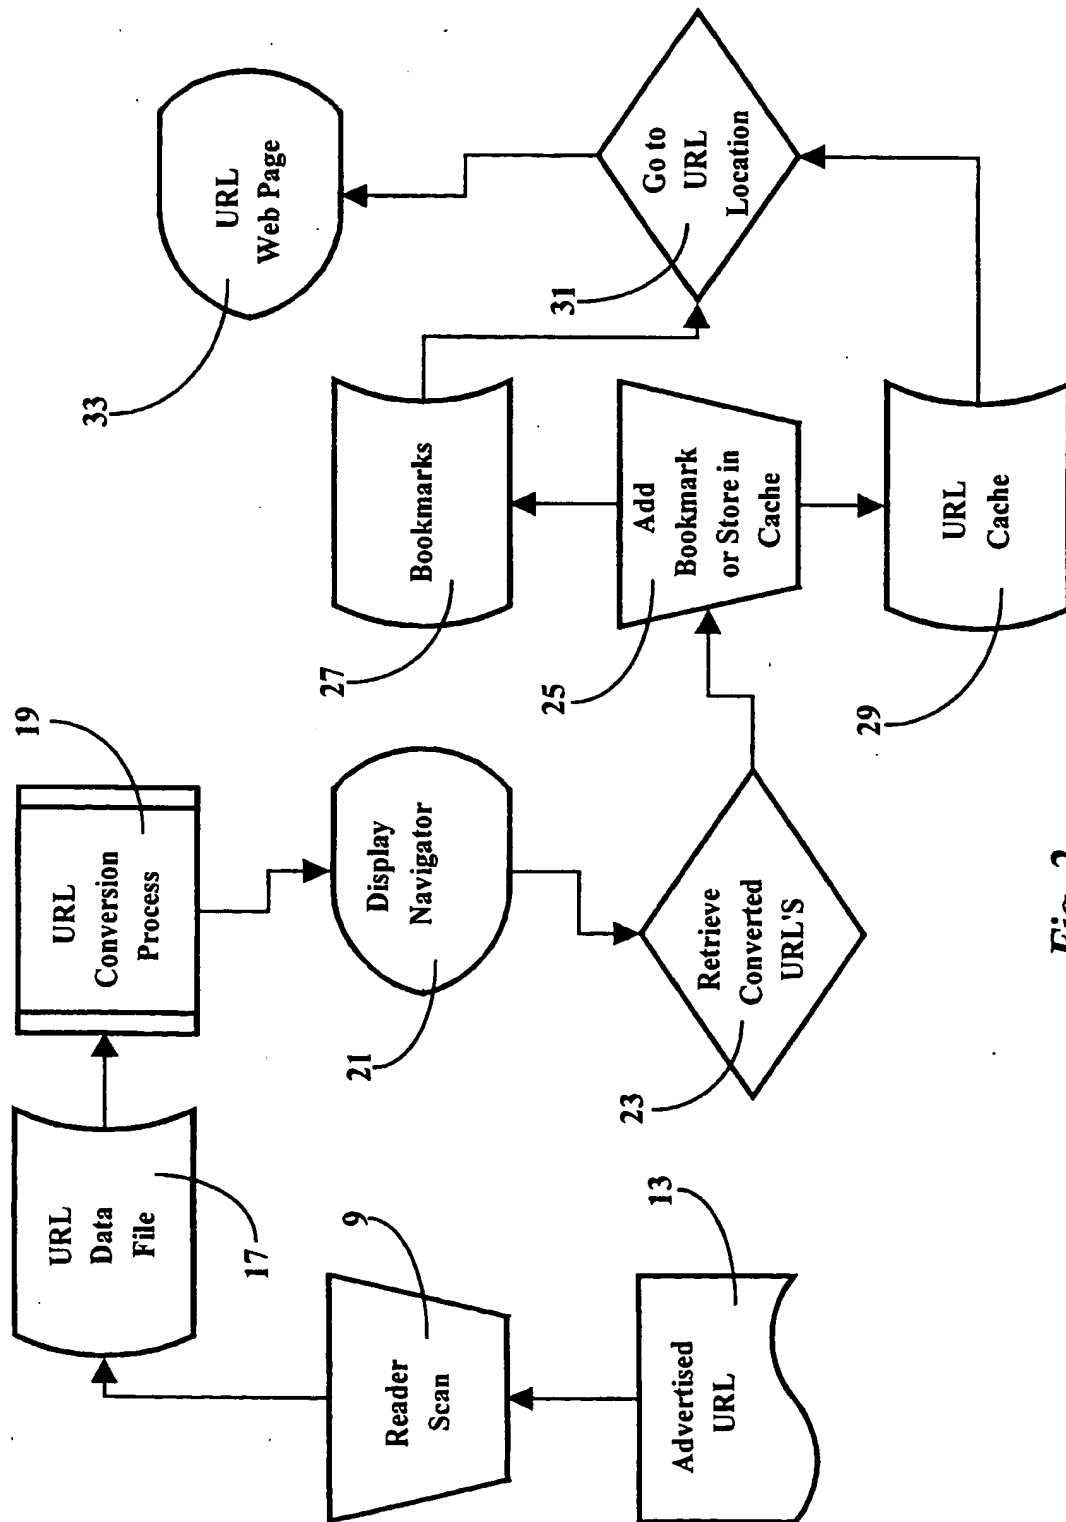 Advertised
URL
13
Reader
Scan
9
URL
Data
File
17
URL
Conversion
Process
19
Display
Navigator
21
Retrieve
Converted
URL'S
23
Add
Bookmark
or Store in
Cache
25
Bookmarks
27
URL
Cache
29
Go to
URL
Location
31
URL
Web Page
33
Fig. 2